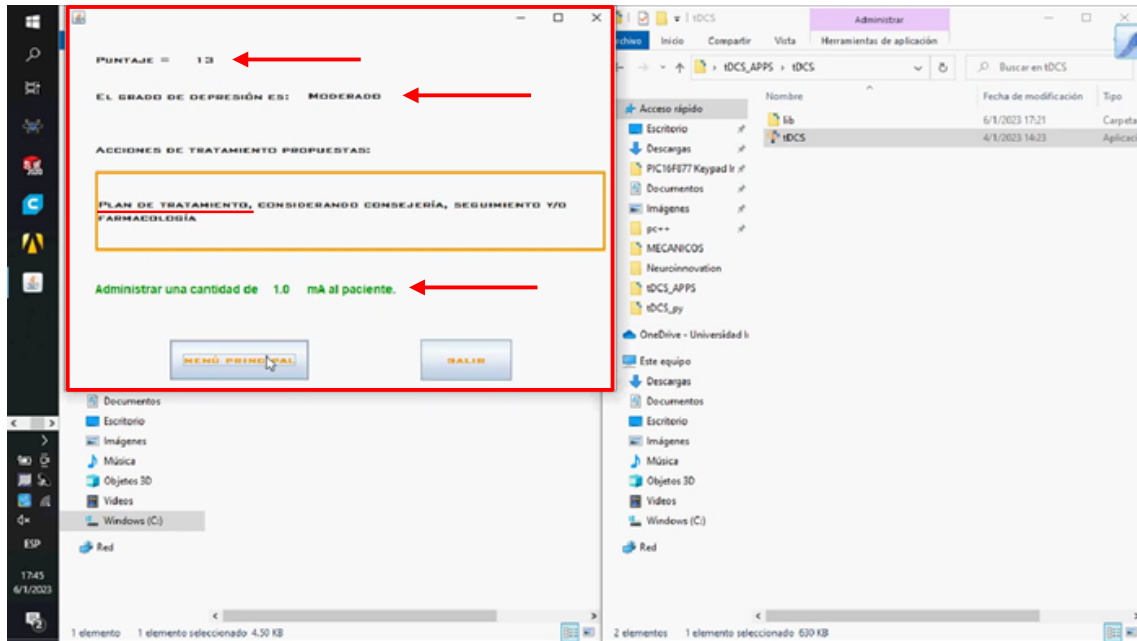 PUNTAJE = 13
EL GRADO DE DEPRESIÓN ES: MODERADO
ACCIONES DE TRATAMIENTO PROPUESTAS:
PLAN DE TRATAMIENTO, CONSIDERANDO CONSEJERÍA, SEGUIMIENTO Y/O
FARMACOLOGÍA
Administrar una cantidad de 1.0 mA al paciente.
MENÚ PRINCIPAL
SALIR
Documentos
Escritorio
Imágenes
Música
Objetos 3D
Videos
Windows (C:)
Red
1 elemento 1 elemento seleccionado 4.50 KB
ESP
17:45
6/1/2023
tDCS
Administrar
Inicio Compartir Vista Herramientas de aplicación
tDCS_APPS > tDCS
Buscar en tDCS
Nombre Fecha de modificación Tipo
lib 6/1/2023 17:21 Carpeta
tDCS 4/1/2023 14:23 Aplicaci
Acceso rápido
Escritorio
Descargas
PIC16F877 Keypad Ir
Documentos
Imágenes
pc++
MECANICOS
Neuroinnovation
tDCS_APPS
tDCS_py
OneDrive - Universidad I
Este equipo
Descargas
Documentos
Escritorio
Imágenes
Música
Objetos 3D
Videos
Windows (C:)
Red
2 elementos 1 elemento seleccionado 630 KB